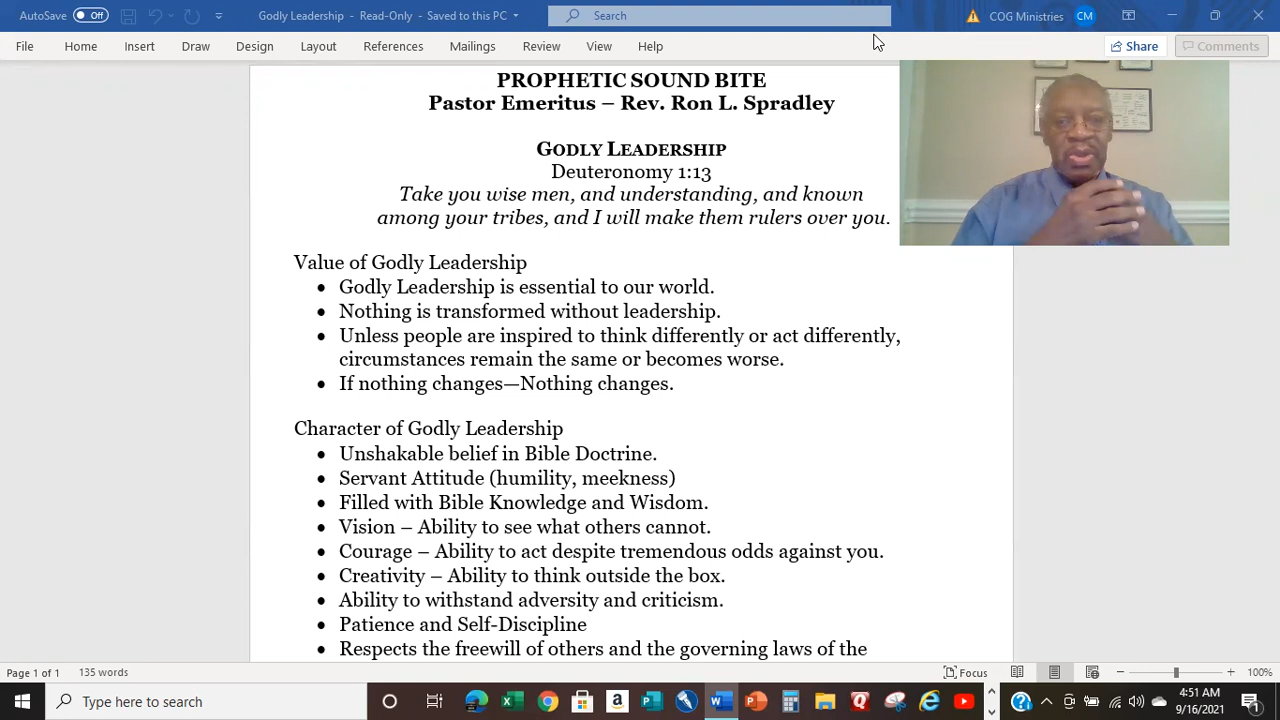 AutoSave Off
Godly Leadership - Read-Only - Saved to this PC
Search
COG Ministries CM
File Home Insert Draw Design Layout References Mailings Review View Help
Share Comments
PROPHETIC SOUND BITE
Pastor Emeritus – Rev. Ron L. Spradley
GODLY LEADERSHIP
Deuteronomy 1:13
Take you wise men, and understanding, and known
among your tribes, and I will make them rulers over you.
Value of Godly Leadership
• Godly Leadership is essential to our world.
• Nothing is transformed without leadership.
• Unless people are inspired to think differently or act differently,
circumstances remain the same or becomes worse.
• If nothing changes—Nothing changes.
Character of Godly Leadership
• Unshakable belief in Bible Doctrine.
• Servant Attitude (humility, meekness)
• Filled with Bible Knowledge and Wisdom.
• Vision – Ability to see what others cannot.
• Courage – Ability to act despite tremendous odds against you.
• Creativity – Ability to think outside the box.
• Ability to withstand adversity and criticism.
• Patience and Self-Discipline
• Respects the freewill of others and the governing laws of the
Page 1 of 1 135 words
Focus
100%
Type here to search
4:51 AM
9/16/2021